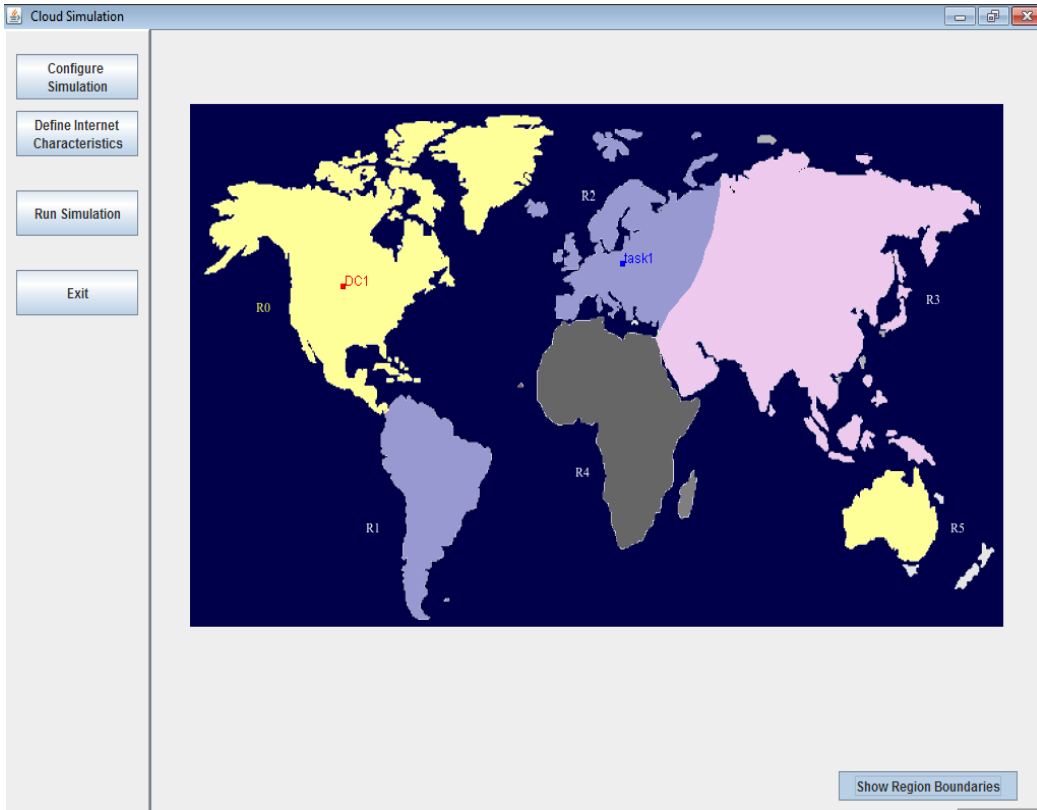 Cloud Simulation
Configure
Simulation
Define Internet
Characteristics
Run Simulation
Exit
R2
task1
DC1
R0
R3
R4
R1
R5
Show Region Boundaries